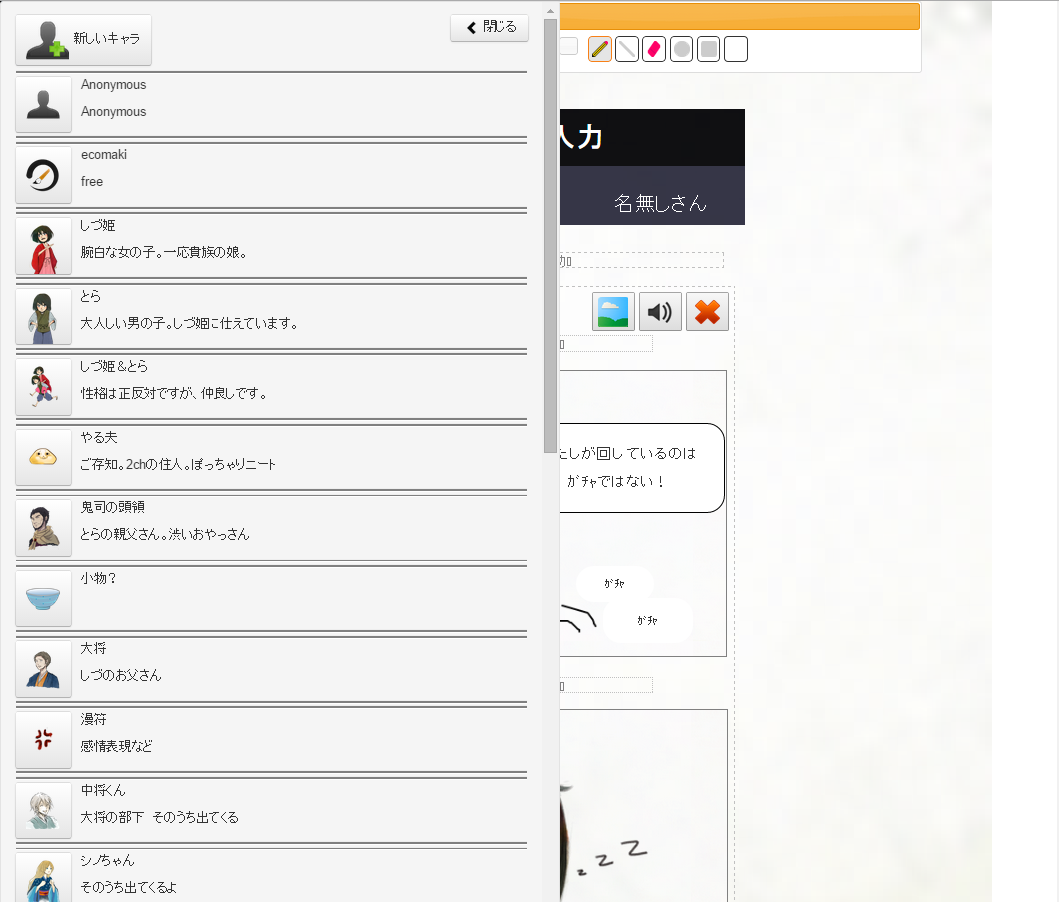 新しいキャラ
閉じる
Anonymous
Anonymous
ecomaki
free
しづ姫
腕白な女の子。一応貴族の娘。
とら
大人しい男の子。しづ姫に仕えています。
しづ姫＆とら
性格は正反対ですが、仲良しです。
やる夫
ご存知。2chの住人。ぽっちゃりニート
鬼司の頭領
とらの親父さん。渋いおやっさん
小物？
大将
しづのお父さん
漫符
感情表現など
中将くん
大将の部下　そのうち出てくる
シノちゃん
そのうち出てくるよ
入力
名無しさん
加
たしが回しているのは
ｶﾞﾁｬではない！
ｶﾞﾁｬ
ｶﾞﾁｬ
. z z Z